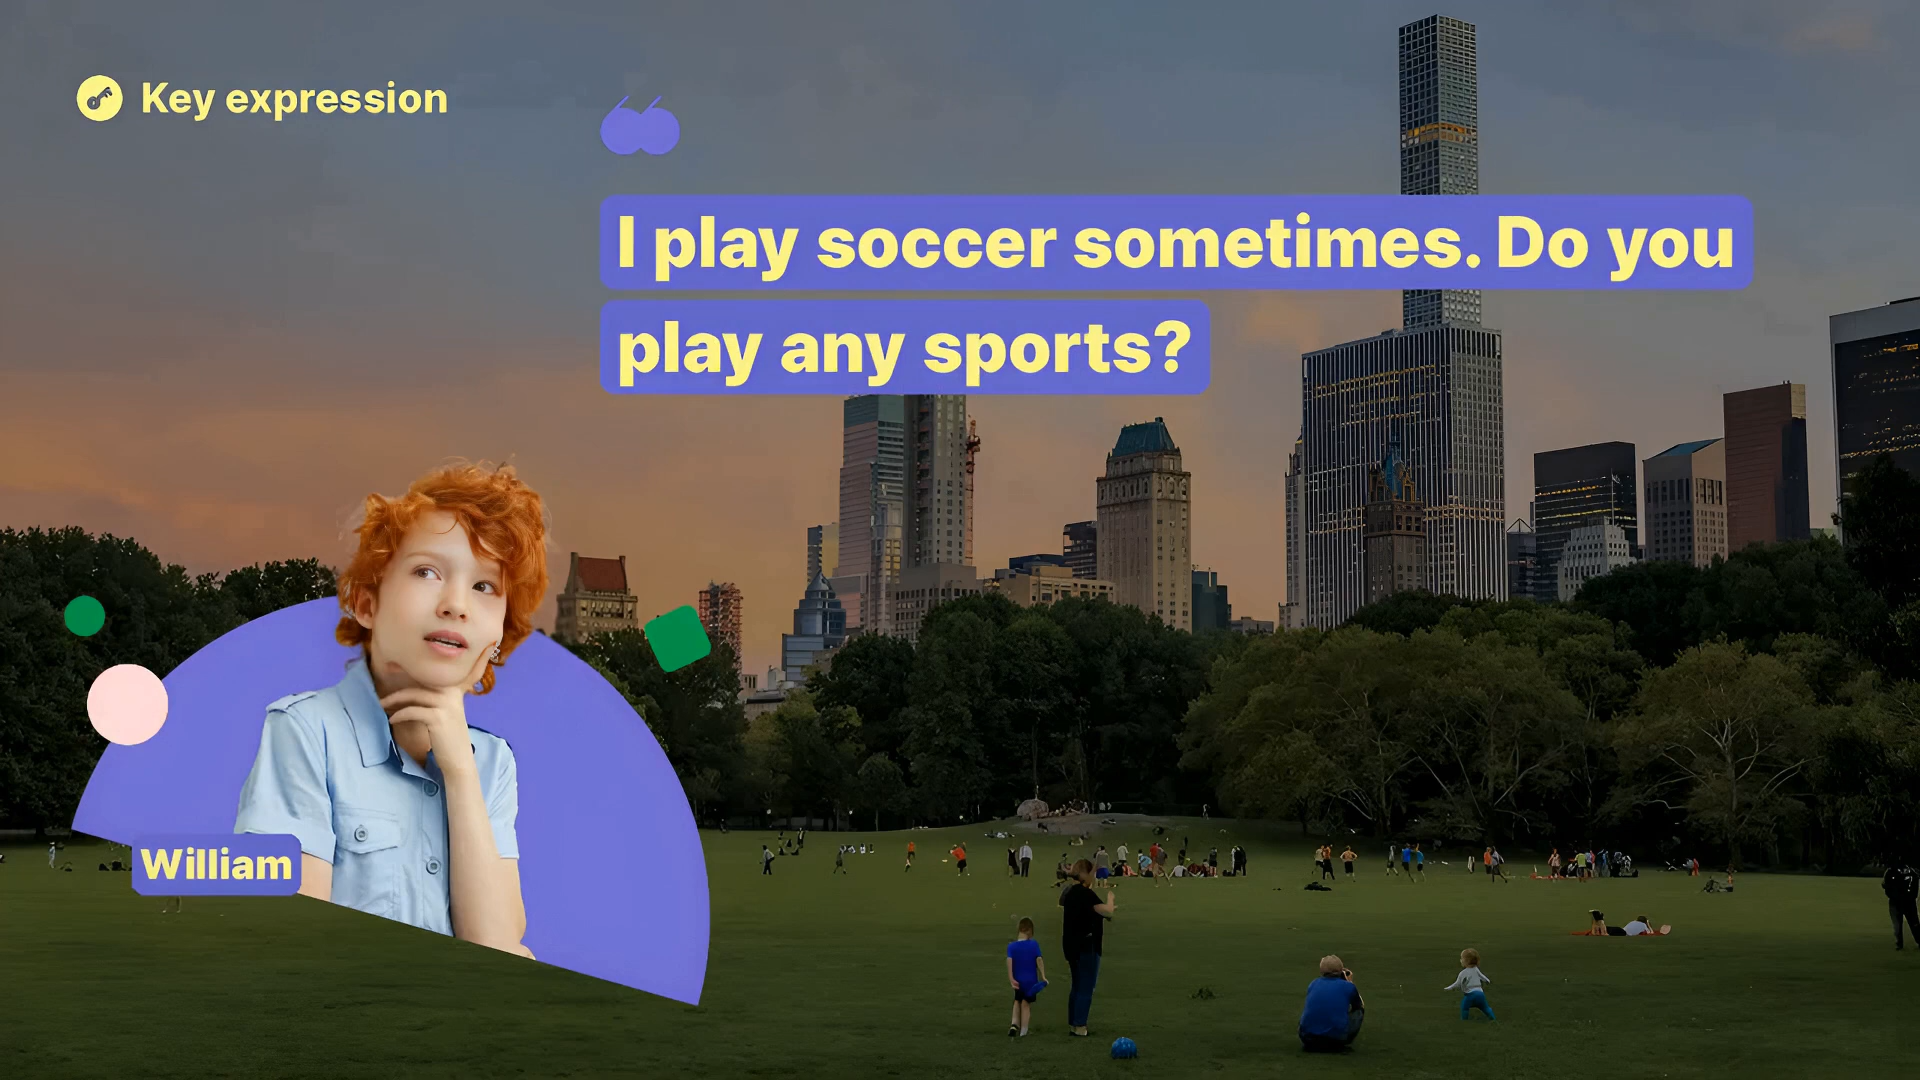 Key expression
I play soccer sometimes. Do you
play any sports?
William